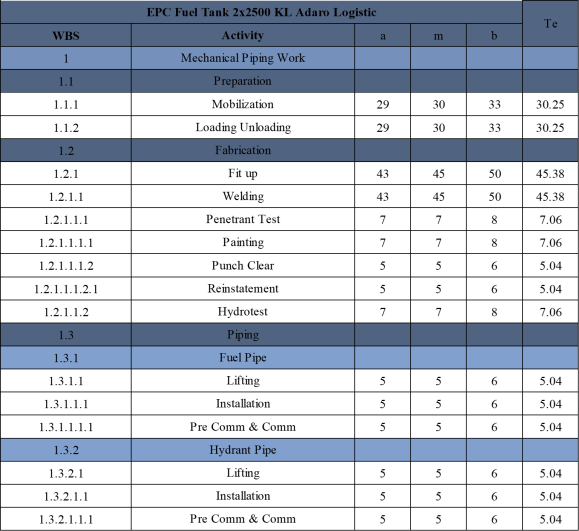 EPC Fuel Tank 2x2500 KL Adaro Logistic Te
WBS Activity a m b
1 Mechanical Piping Work
1.1 Preparation
1.1.1 Mobilization 29 30 33 30.25
1.1.2 Loading Unloading 29 30 33 30.25
1.2 Fabrication
1.2.1 Fit up 43 45 50 45.38
1.2.1.1 Welding 43 45 50 45.38
1.2.1.1.1 Penetrant Test 7 7 8 7.06
1.2.1.1.1.1 Painting 7 7 8 7.06
1.2.1.1.1.2 Punch Clear 5 5 6 5.04
1.2.1.1.1.2.1 Reinstatement 5 5 6 5.04
1.2.1.1.2 Hydrotest 7 7 8 7.06
1.3 Piping
1.3.1 Fuel Pipe
1.3.1.1 Lifting 5 5 6 5.04
1.3.1.1.1 Installation 5 5 6 5.04
1.3.1.1.1.1 Pre Comm & Comm 5 5 6 5.04
1.3.2 Hydrant Pipe
1.3.2.1 Lifting 5 5 6 5.04
1.3.2.1.1 Installation 5 5 6 5.04
1.3.2.1.1.1 Pre Comm & Comm 5 5 6 5.04